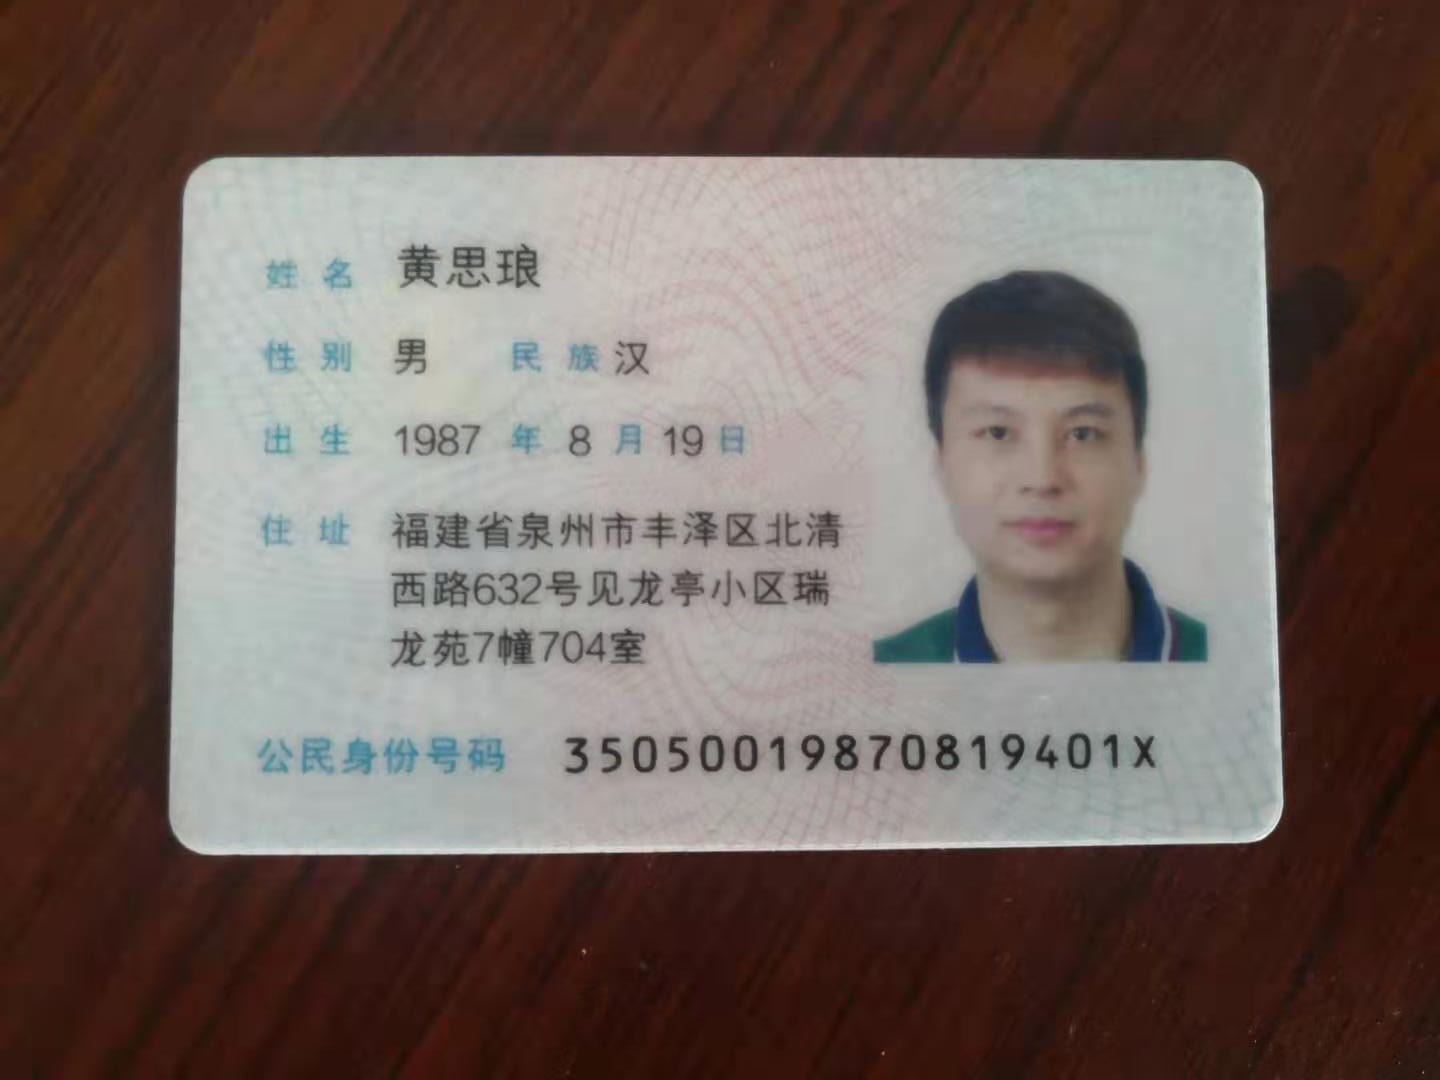 姓名 黄思琅
性别 男 民族 汉
出生 1987 年 8 月 19 日
住址 福建省泉州市丰泽区北清
西路632号见龙亭小区瑞
龙苑7幢704室
公民身份号码 35050019870819401X